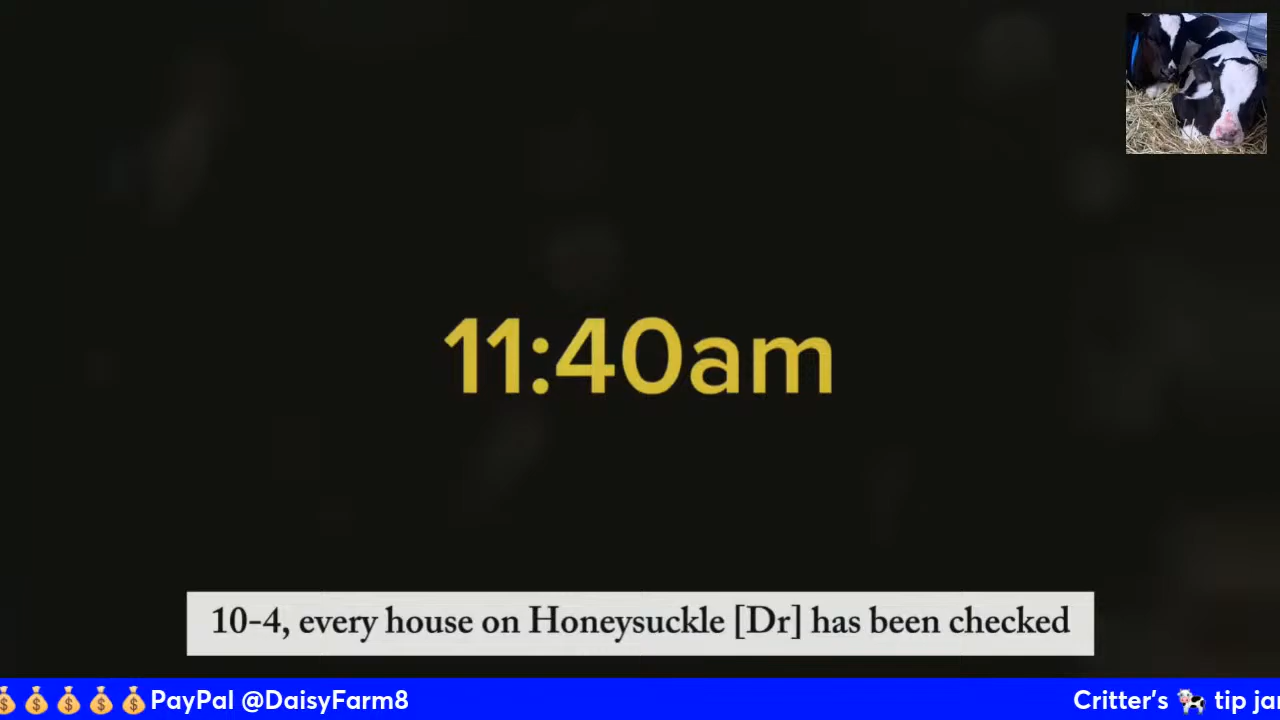 11:40am
10-4, every house on Honeysuckle [Dr] has been checked
💰💰💰💰💰PayPal @DaisyFarm8 Critter's 🐄 tip jar